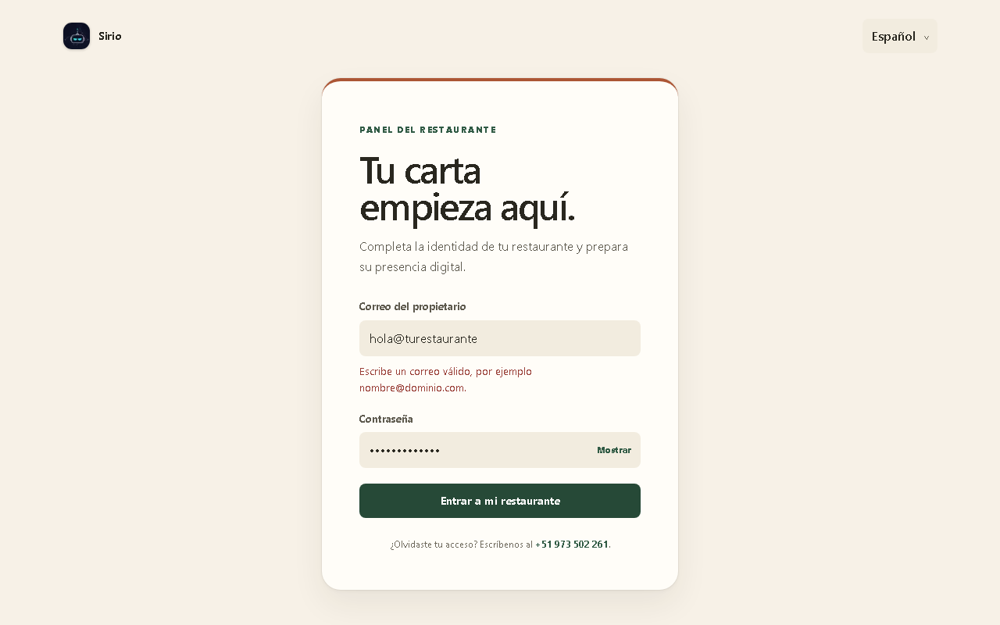 Sirio
Español
PANEL DEL RESTAURANTE
Tu carta
empieza aquí.
Completa la identidad de tu restaurante y prepara
su presencia digital.
Correo del propietario
hola@turestaurante
Escribe un correo válido, por ejemplo
nombre@dominio.com.
Contraseña
•••••••••••••
Mostrar
Entrar a mi restaurante
¿Olvidaste tu acceso? Escríbenos al +51 973 502 261.